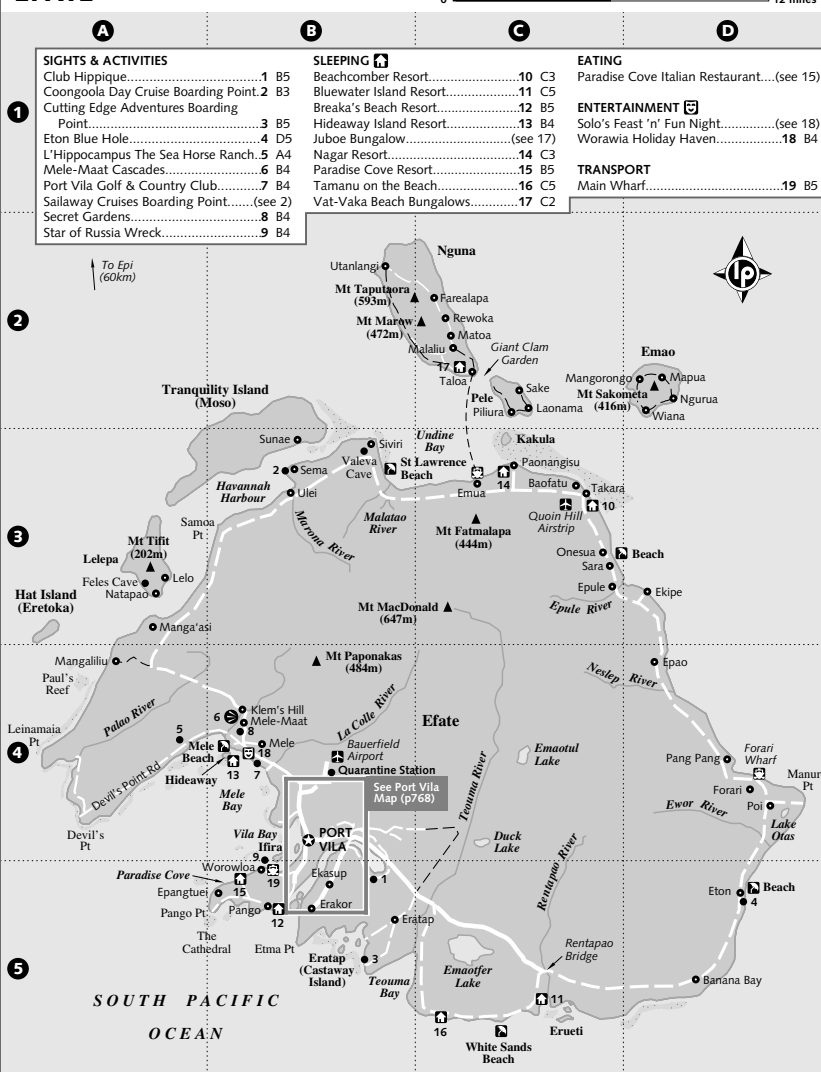 0
12 miles
A
B
C
D
1
SIGHTS & ACTIVITIES
Club Hippique.......................................1 B5
Coongoola Day Cruise Boarding Point.2 B3
Cutting Edge Adventures Boarding
Point.............................................3 B5
Eton Blue Hole....................................4 D5
L'Hippocampus The Sea Horse Ranch..5 A4
Mele-Maat Cascades...........................6 B4
Port Vila Golf & Country Club..............7 B4
Sailaway Cruises Boarding Point.......(see 2)
Secret Gardens...................................8 B4
Star of Russia Wreck...........................9 B4
SLEEPING
Beachcomber Resort.........................10 C3
Bluewater Island Resort.....................11 C5
Breaka's Beach Resort.......................12 B5
Hideaway Island Resort.....................13 B4
Juboe Bungalow.............................(see 17)
Nagar Resort....................................14 C3
Paradise Cove Resort........................15 B5
Tamanu on the Beach.......................16 C5
Vat-Vaka Beach Bungalows...............17 C2
EATING
Paradise Cove Italian Restaurant....(see 15)
ENTERTAINMENT
Solo's Feast 'n' Fun Night..............(see 18)
Worawia Holiday Haven....................18 B4
TRANSPORT
Main Wharf......................................19 B5
To Epi
(60km)
lp
Nguna
Utanlangi
Mt Taputaora
(593m)
Farealapa
2
Mt Marow
(472m)
Rewoka
Matoa
Malaliu
Giant Clam
Garden
Emao
17
Taloa
Mangorongo
Mapua
Mt Sakometa
(416m)
Ngurua
Wiana
Tranquility Island
(Moso)
Sake
Pele
Piliura
Laonama
Sunae
Siviri
Undine
Bay
Kakula
Valeva
Cave
St Lawrence
Beach
Paonangisu
2
Sema
14
Baofatu
Takara
Havannah
Harbour
Ulei
Emua
10
Samoa
Pt
Marona River
Malatao
River
Quoin Hill
Airstrip
3
Mt Fatmalapa
(444m)
Mt Tifit
(202m)
Onesua
Beach
Lelepa
Sara
Feles Cave
Lelo
Natapao
Epule
Ekipe
Hat Island
(Eretoka)
Mt MacDonald
(647m)
Epule River
Manga'asi
Mangaliliu
Mt Paponakas
(484m)
Epao
Paul's
Reef
Neslep River
Palao River
Klem's Hill
6
Mele-Maat
8
La Colle River
Efate
Leinamaia
Pt
5
4
Mele
Beach
18
Mele
Bauerfield
Airport
Emaotul
Lake
Forari
Wharf
Pang Pang
Hideaway
13
7
Quarantine Station
Manur
Pt
Devil's Point Rd
Mele
Bay
See Port Vila
Map (p768)
Teouma River
Forari
Ewor River
Poi
Devil's
Pt
Vila Bay
Ifira
PORT
VILA
Duck
Lake
Lake
Otas
9
Worowloa
Paradise Cove
19
Ekasup
1
Rentapao River
15
Epangtuei
Eton
Beach
4
Pango Pt
Pango
12
Erakor
Eratap
The
Cathedral
Etma Pt
Rentapao
Bridge
Eratap
(Castaway
Island)
3
5
Emaotfer
Lake
Teouma
Bay
Banana Bay
SOUTH PACIFIC
OCEAN
11
16
Erueti
White Sands
Beach